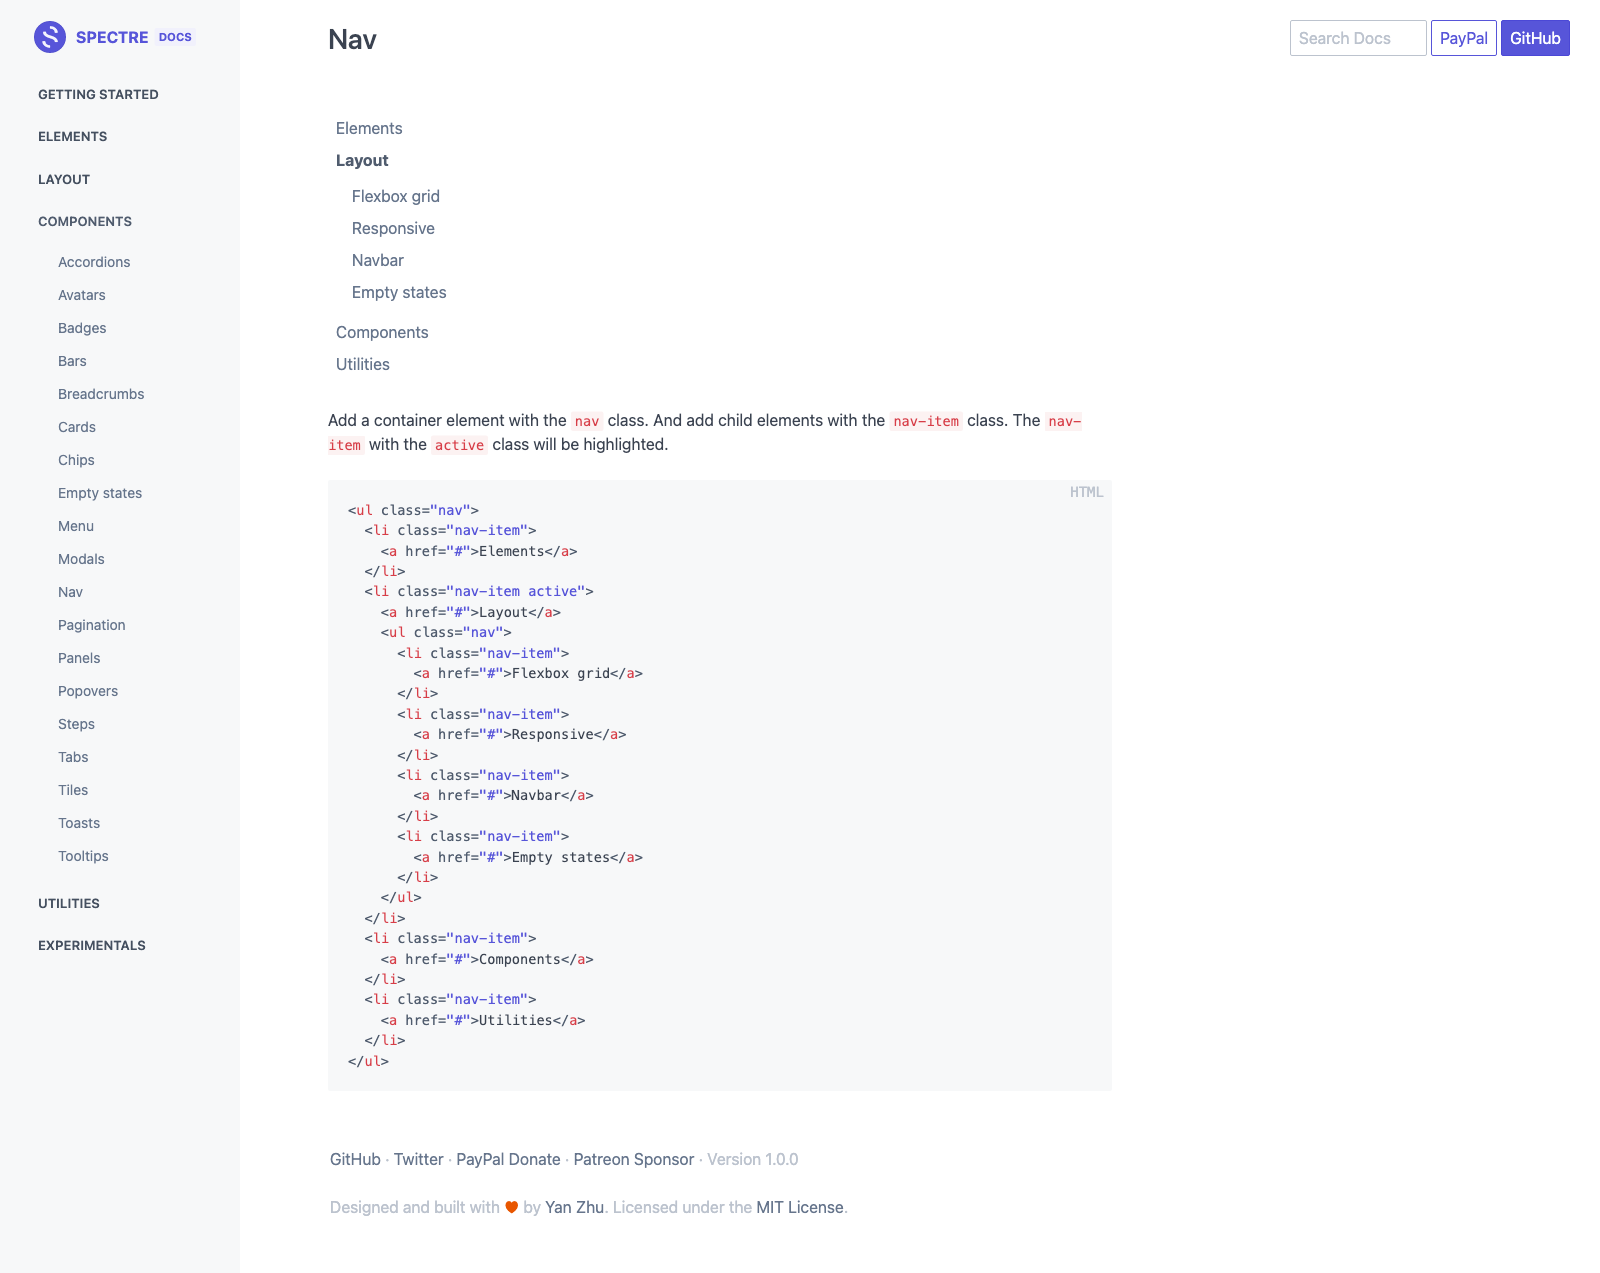 SPECTRE DOCS
GETTING STARTED
ELEMENTS
LAYOUT
COMPONENTS
Accordions
Avatars
Badges
Bars
Breadcrumbs
Cards
Chips
Empty states
Menu
Modals
Nav
Pagination
Panels
Popovers
Steps
Tabs
Tiles
Toasts
Tooltips
UTILITIES
EXPERIMENTALS
Nav
Search Docs
PayPal
GitHub
Elements
Layout
Flexbox grid
Responsive
Navbar
Empty states
Components
Utilities
Add a container element with the nav class. And add child elements with the nav-item class. The nav-
item with the active class will be highlighted.
HTML
<ul class="nav">
  <li class="nav-item">
    <a href="#">Elements</a>
  </li>
  <li class="nav-item active">
    <a href="#">Layout</a>
    <ul class="nav">
      <li class="nav-item">
        <a href="#">Flexbox grid</a>
      </li>
      <li class="nav-item">
        <a href="#">Responsive</a>
      </li>
      <li class="nav-item">
        <a href="#">Navbar</a>
      </li>
      <li class="nav-item">
        <a href="#">Empty states</a>
      </li>
    </ul>
  </li>
  <li class="nav-item">
    <a href="#">Components</a>
  </li>
  <li class="nav-item">
    <a href="#">Utilities</a>
  </li>
</ul>
GitHub · Twitter · PayPal Donate · Patreon Sponsor · Version 1.0.0
Designed and built with ♥ by Yan Zhu. Licensed under the MIT License.